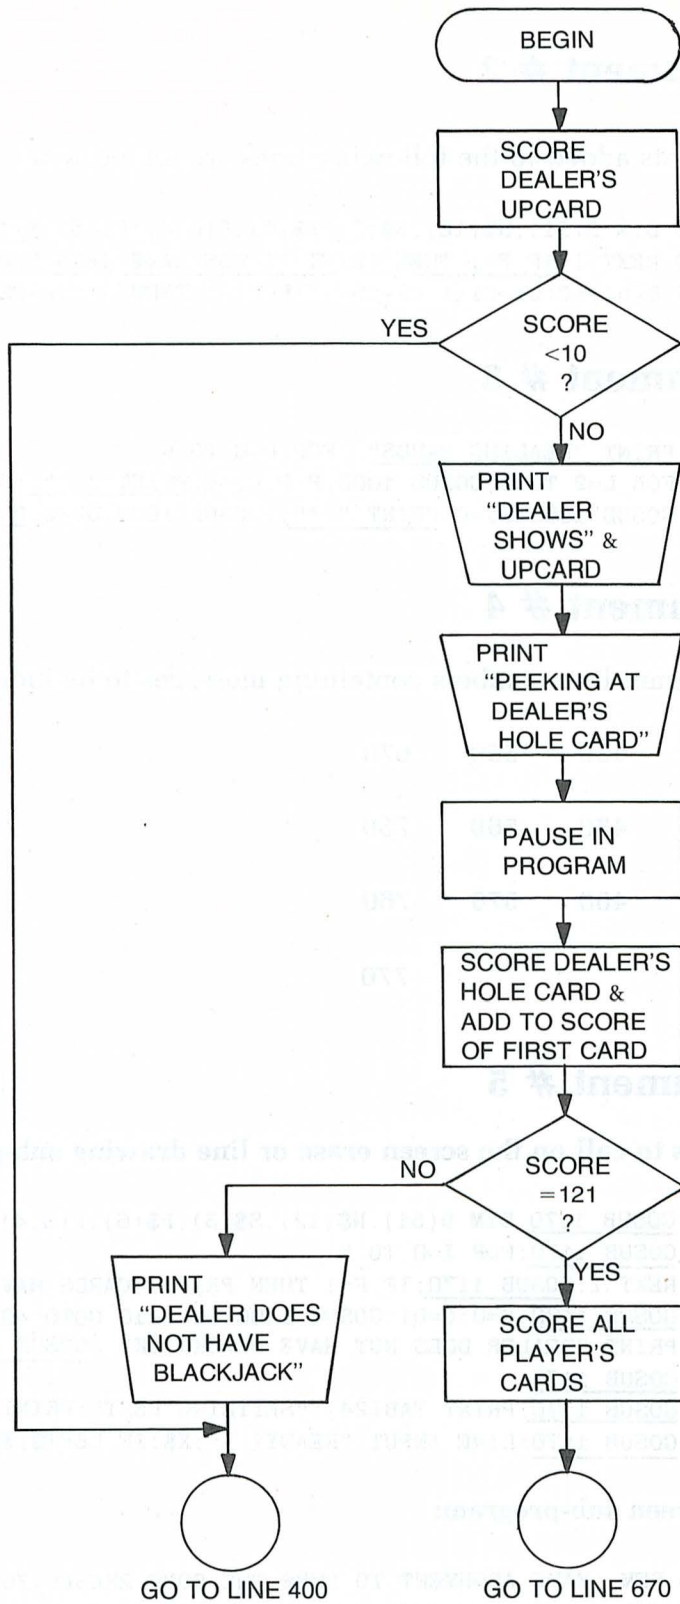 BEGIN
SCORE
DEALER'S
UPCARD
YES
SCORE
<10
?
NO
PRINT
"DEALER
SHOWS" &
UPCARD
PRINT
"PEEKING AT
DEALER'S
HOLE CARD"
PAUSE IN
PROGRAM
SCORE DEALER'S
HOLE CARD &
ADD TO SCORE
OF FIRST CARD
NO
SCORE
=121
?
YES
PRINT
"DEALER DOES
NOT HAVE
BLACKJACK"
SCORE ALL
PLAYER'S
CARDS
GO TO LINE 400
GO TO LINE 670